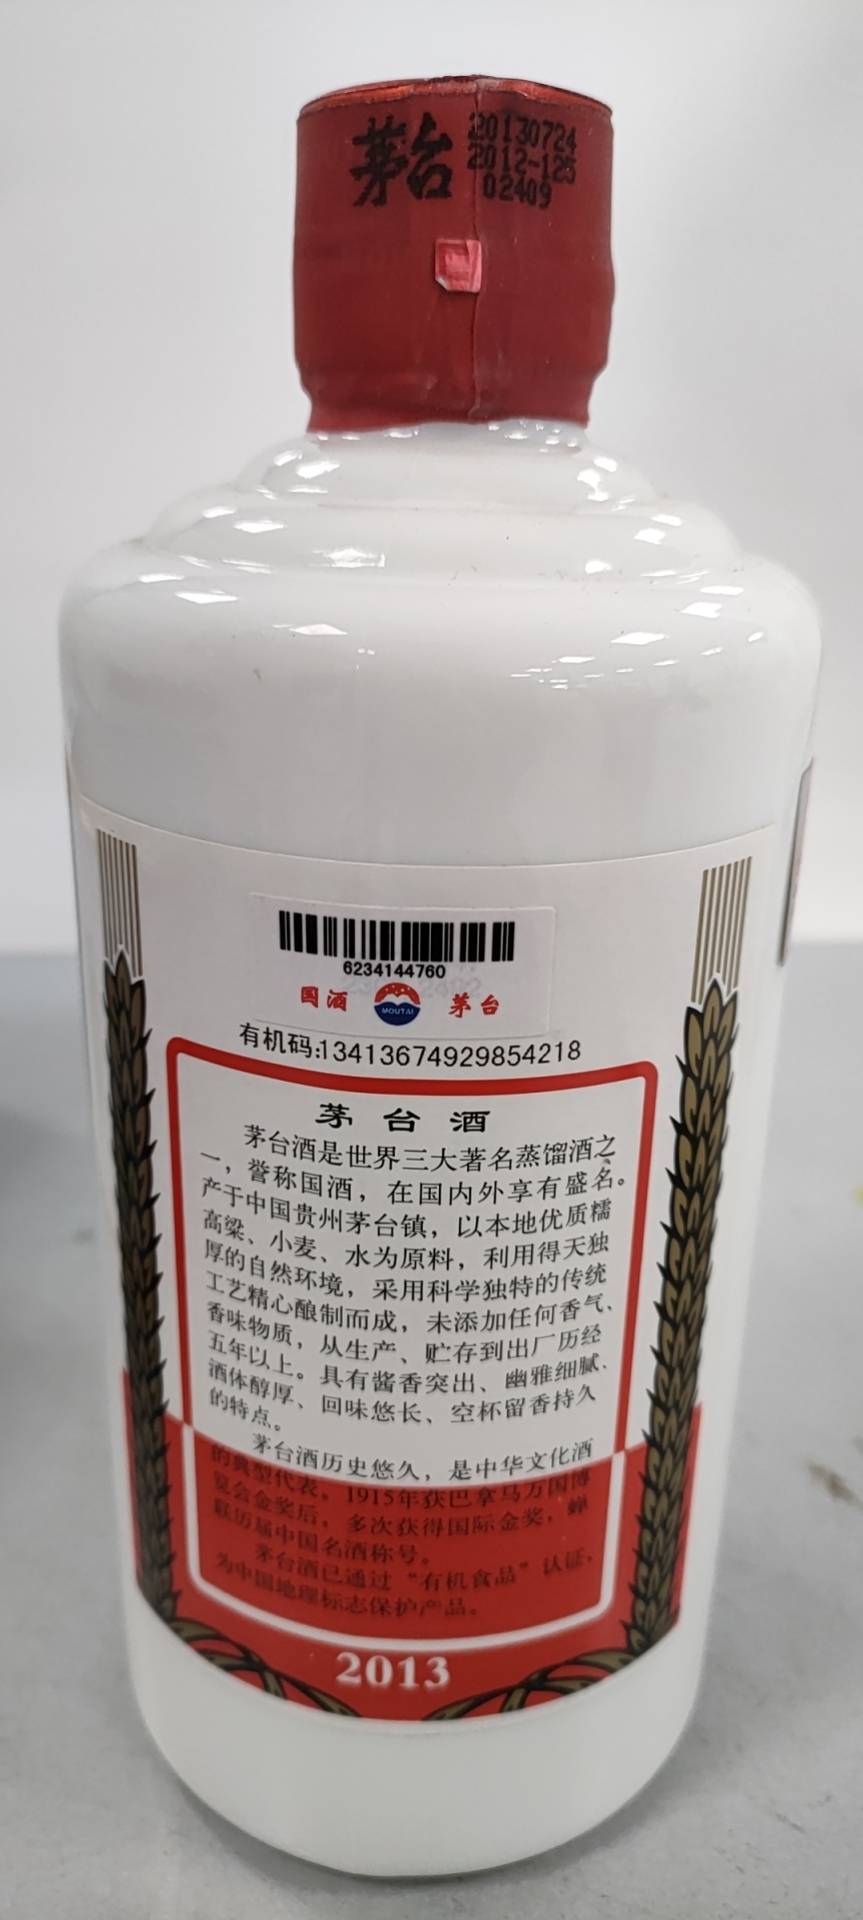 茅台
20130724
2012-125
02409
6234144760
国酒
MOUTAI
茅台
有机码:13413674929854218
茅台酒
茅台酒是世界三大著名蒸馏酒之
一，誉称国酒，在国内外享有盛名。
产于中国贵州茅台镇，以本地优质糯
高粱、小麦、水为原料，利用得天独
厚的自然环境，采用科学独特的传统
工艺精心酿制而成，未添加任何香气、
香味物质，从生产、贮存到出厂历经
五年以上。具有酱香突出、幽雅细腻、
酒体醇厚、回味悠长、空杯留香持久
的特点。
茅台酒历史悠久，是中华文化酒
的典型代表，1915年获巴拿马万国博
览会金奖后，多次获得国际金奖，蝉
联历届中国名酒称号。
茅台酒已通过“有机食品”认证，
为中国地理标志保护产品。
2013